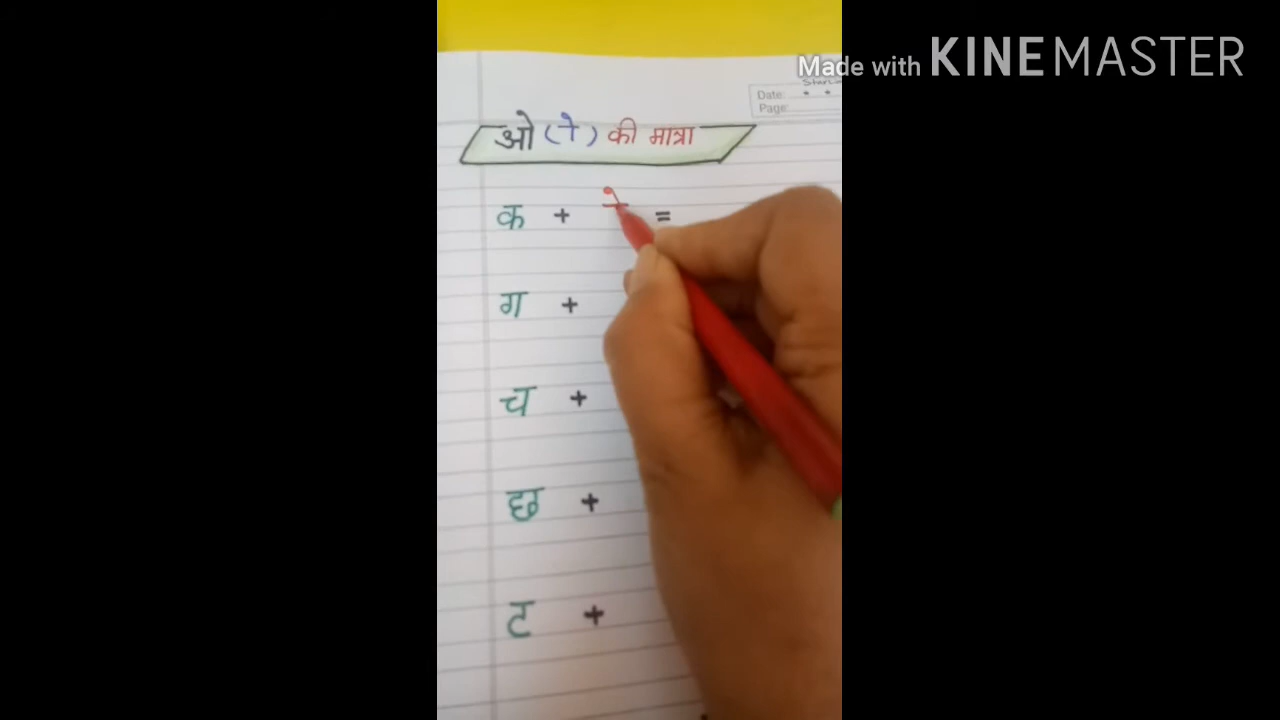 Made with KINEMASTER
Date:
Page:
ओ (ो) की मात्रा
क + =
ग +
च +
छ +
ट +